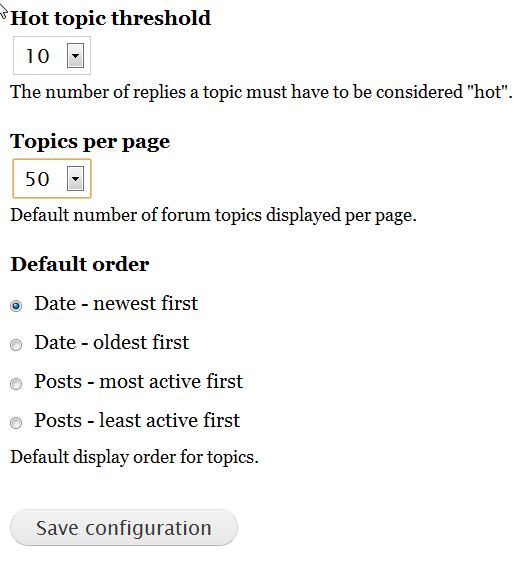 Hot topic threshold
10
The number of replies a topic must have to be considered "hot".
Topics per page
50
Default number of forum topics displayed per page.
Default order
Date - newest first
Date - oldest first
Posts - most active first
Posts - least active first
Default display order for topics.
Save configuration